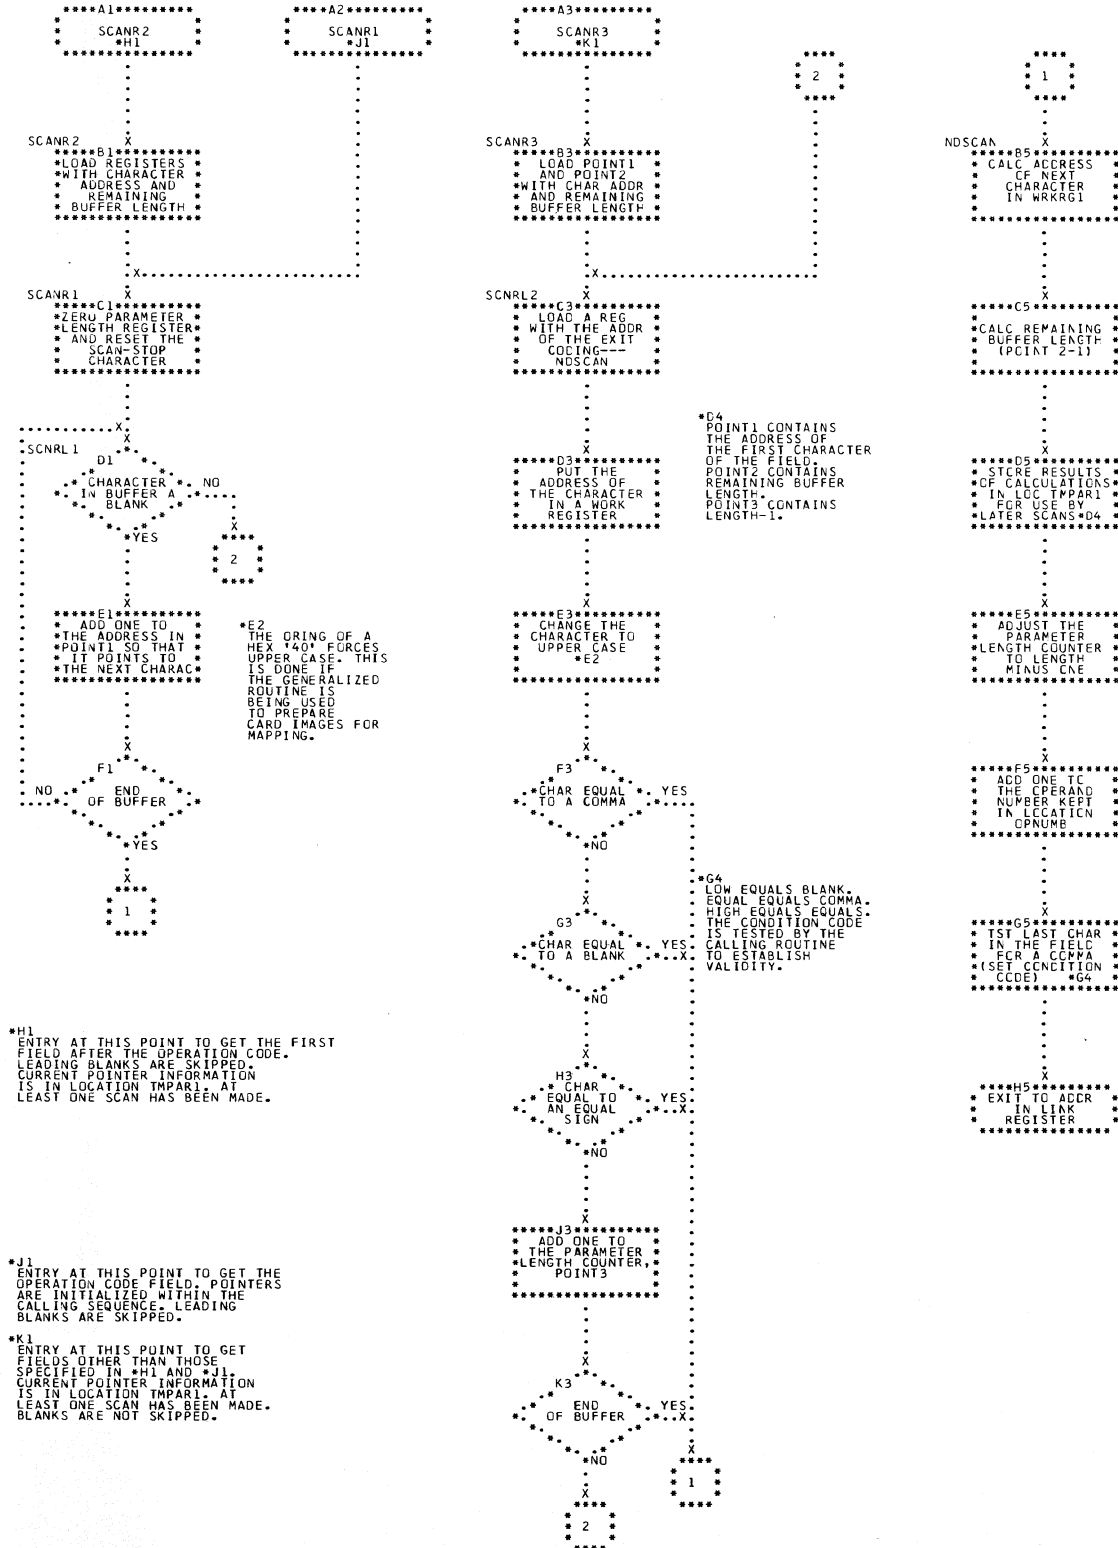 A1
SCANR2
*H1
A2
SCANR1
*J1
A3
SCANR3
*K1
2
1
SCANR2
B1
LOAD REGISTERS
WITH CHARACTER
ADDRESS AND
REMAINING
BUFFER LENGTH
SCANR3
B3
LOAD POINT1
AND POINT2
WITH CHAR ADDR
AND REMAINING
BUFFER LENGTH
NDSCAN
B5
CALC ADDRESS
OF NEXT
CHARACTER
IN WRKRG1
SCANR1
C1
ZERO PARAMETER
LENGTH REGISTER
AND RESET THE
SCAN-STOP
CHARACTER
SCNRL2
C3
LOAD A REG
WITH THE ADDR
OF THE EXIT
CODING---
NDSCAN
C5
CALC REMAINING
BUFFER LENGTH
(POINT 2-1)
SCNRL1
D1
CHARACTER
IN BUFFER A
BLANK
NO
YES
2
D3
PUT THE
ADDRESS OF
THE CHARACTER
IN A WORK
REGISTER
*D4
POINT1 CONTAINS
THE ADDRESS OF
THE FIRST CHARACTER
OF THE FIELD.
POINT2 CONTAINS
REMAINING BUFFER
LENGTH.
POINT3 CONTAINS
LENGTH-1.
D5
STORE RESULTS
OF CALCULATIONS
IN LOC TMPAR1
FOR USE BY
LATER SCANS*D4
E1
ADD ONE TO
THE ADDRESS IN
POINT1 SO THAT
IT POINTS TO
THE NEXT CHARAC
*E2
THE ORING OF A
HEX '40' FORCES
UPPER CASE. THIS
IS DONE IF
THE GENERALIZED
ROUTINE IS
BEING USED
TO PREPARE
CARD IMAGES FOR
MAPPING.
E3
CHANGE THE
CHARACTER TO
UPPER CASE
*E2
E5
ADJUST THE
PARAMETER
LENGTH COUNTER
TO LENGTH
MINUS ONE
F1
END
OF BUFFER
NO
YES
1
F3
CHAR EQUAL
TO A COMMA
YES
NO
F5
ADD ONE TO
THE OPERAND
NUMBER KEPT
IN LOCATION
OPNUMB
G3
CHAR EQUAL
TO A BLANK
YES
NO
*G4
LOW EQUALS BLANK.
EQUAL EQUALS COMMA.
HIGH EQUALS EQUALS.
THE CONDITION CODE
IS TESTED BY THE
CALLING ROUTINE
TO ESTABLISH
VALIDITY.
G5
TST LAST CHAR
IN THE FIELD
FOR A COMMA
(SET CONDITION
CODE) *G4
*H1
ENTRY AT THIS POINT TO GET THE FIRST
FIELD AFTER THE OPERATION CODE.
LEADING BLANKS ARE SKIPPED.
CURRENT POINTER INFORMATION
IS IN LOCATION TMPAR1. AT
LEAST ONE SCAN HAS BEEN MADE.
H3
CHAR
EQUAL TO
AN EQUAL
SIGN
YES
NO
H5
EXIT TO ADDR
IN LINK
REGISTER
J3
ADD ONE TO
THE PARAMETER
LENGTH COUNTER,
POINT3
*J1
ENTRY AT THIS POINT TO GET THE
OPERATION CODE FIELD. POINTERS
ARE INITIALIZED WITHIN THE
CALLING SEQUENCE. LEADING
BLANKS ARE SKIPPED.
*K1
ENTRY AT THIS POINT TO GET
FIELDS OTHER THAN THOSE
SPECIFIED IN *H1 AND *J1.
CURRENT POINTER INFORMATION
IS IN LOCATION TMPAR1. AT
LEAST ONE SCAN HAS BEEN MADE.
BLANKS ARE NOT SKIPPED.
K3
END
OF BUFFER
YES
NO
1
2